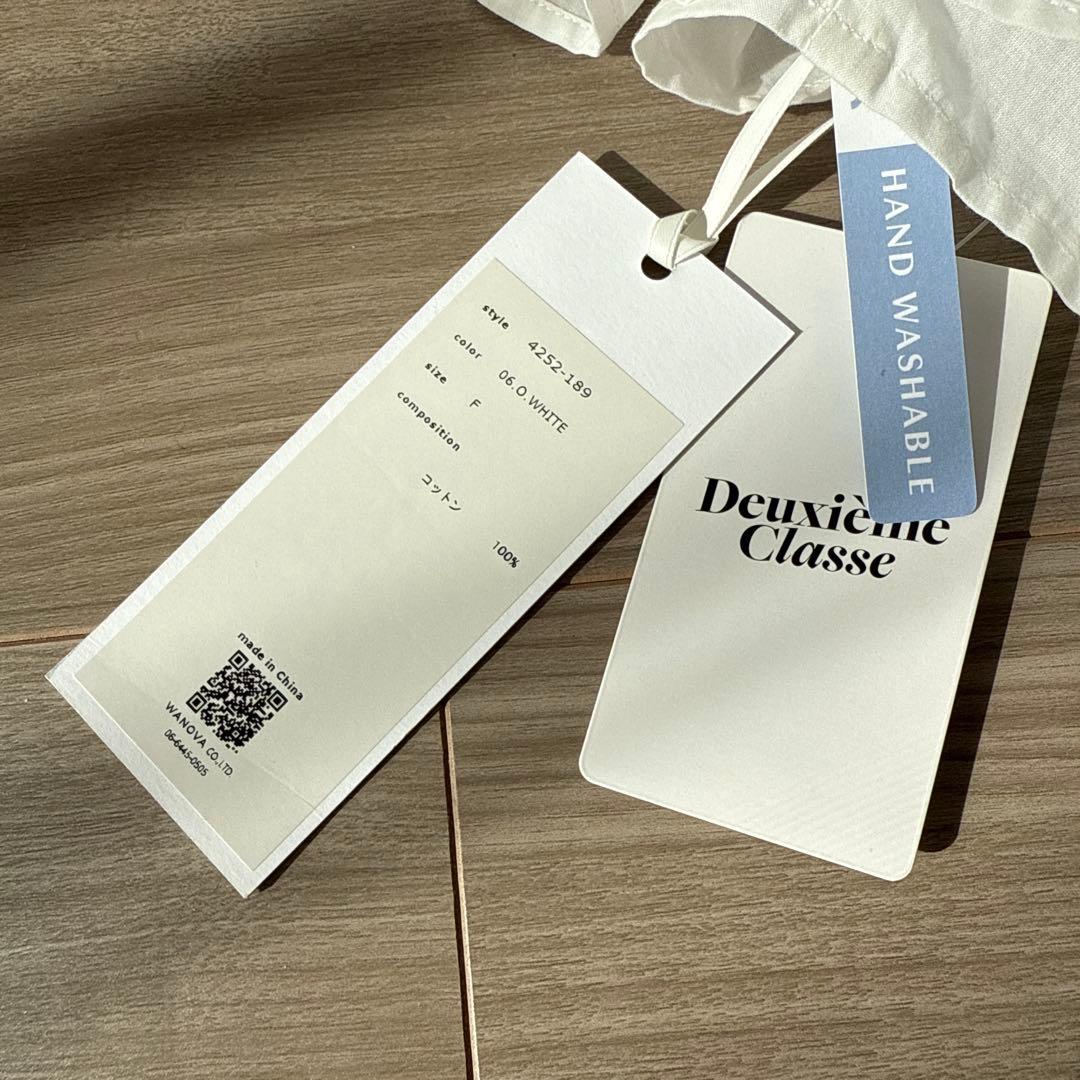 style 4252-189
color 06.O.WHITE
size F
composition
コットン 100%
made in China
WANOVA CO.,LTD.
06-6445-0505
Deuxième
Classe
HAND WASHABLE